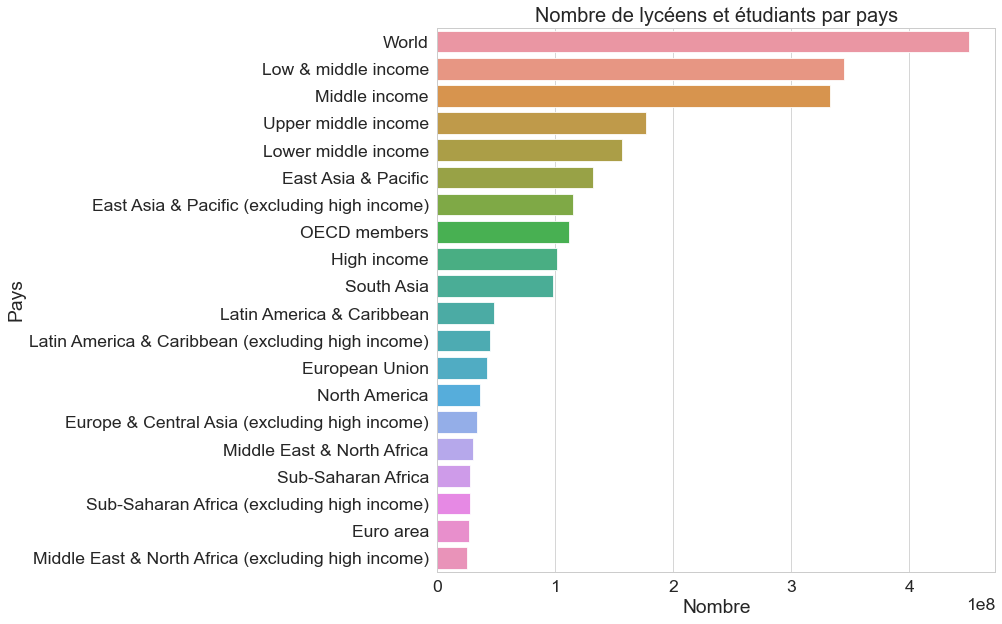 Nombre de lycéens et étudiants par pays
World
Low & middle income
Middle income
Upper middle income
Lower middle income
East Asia & Pacific
East Asia & Pacific (excluding high income)
OECD members
High income
South Asia
Latin America & Caribbean
Latin America & Caribbean (excluding high income)
European Union
North America
Europe & Central Asia (excluding high income)
Middle East & North Africa
Sub-Saharan Africa
Sub-Saharan Africa (excluding high income)
Euro area
Middle East & North Africa (excluding high income)
Pays
0 1 2 3 4
1e8
Nombre